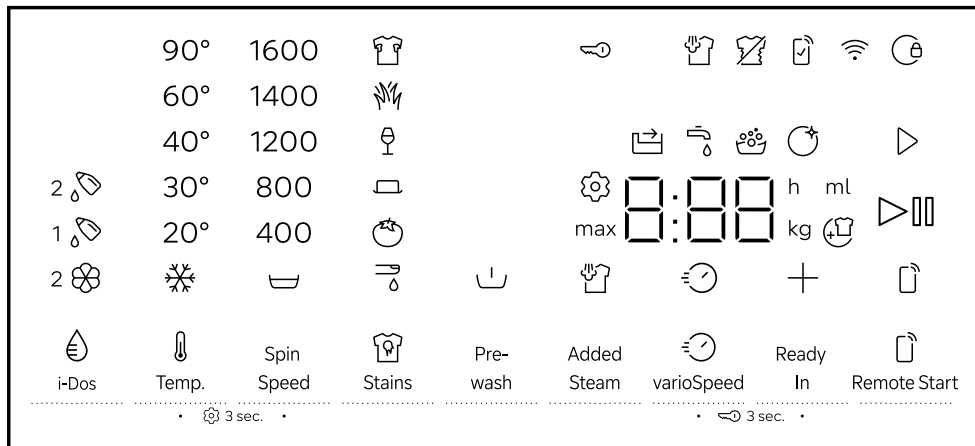 90° 1600
60° 1400
40° 1200
2 30° 800 8:88 h ml
1 20° 400 max kg
2
Spin Pre- Added Ready
i-Dos Temp. Speed Stains wash Steam varioSpeed In Remote Start
• 3 sec. • • 3 sec. •